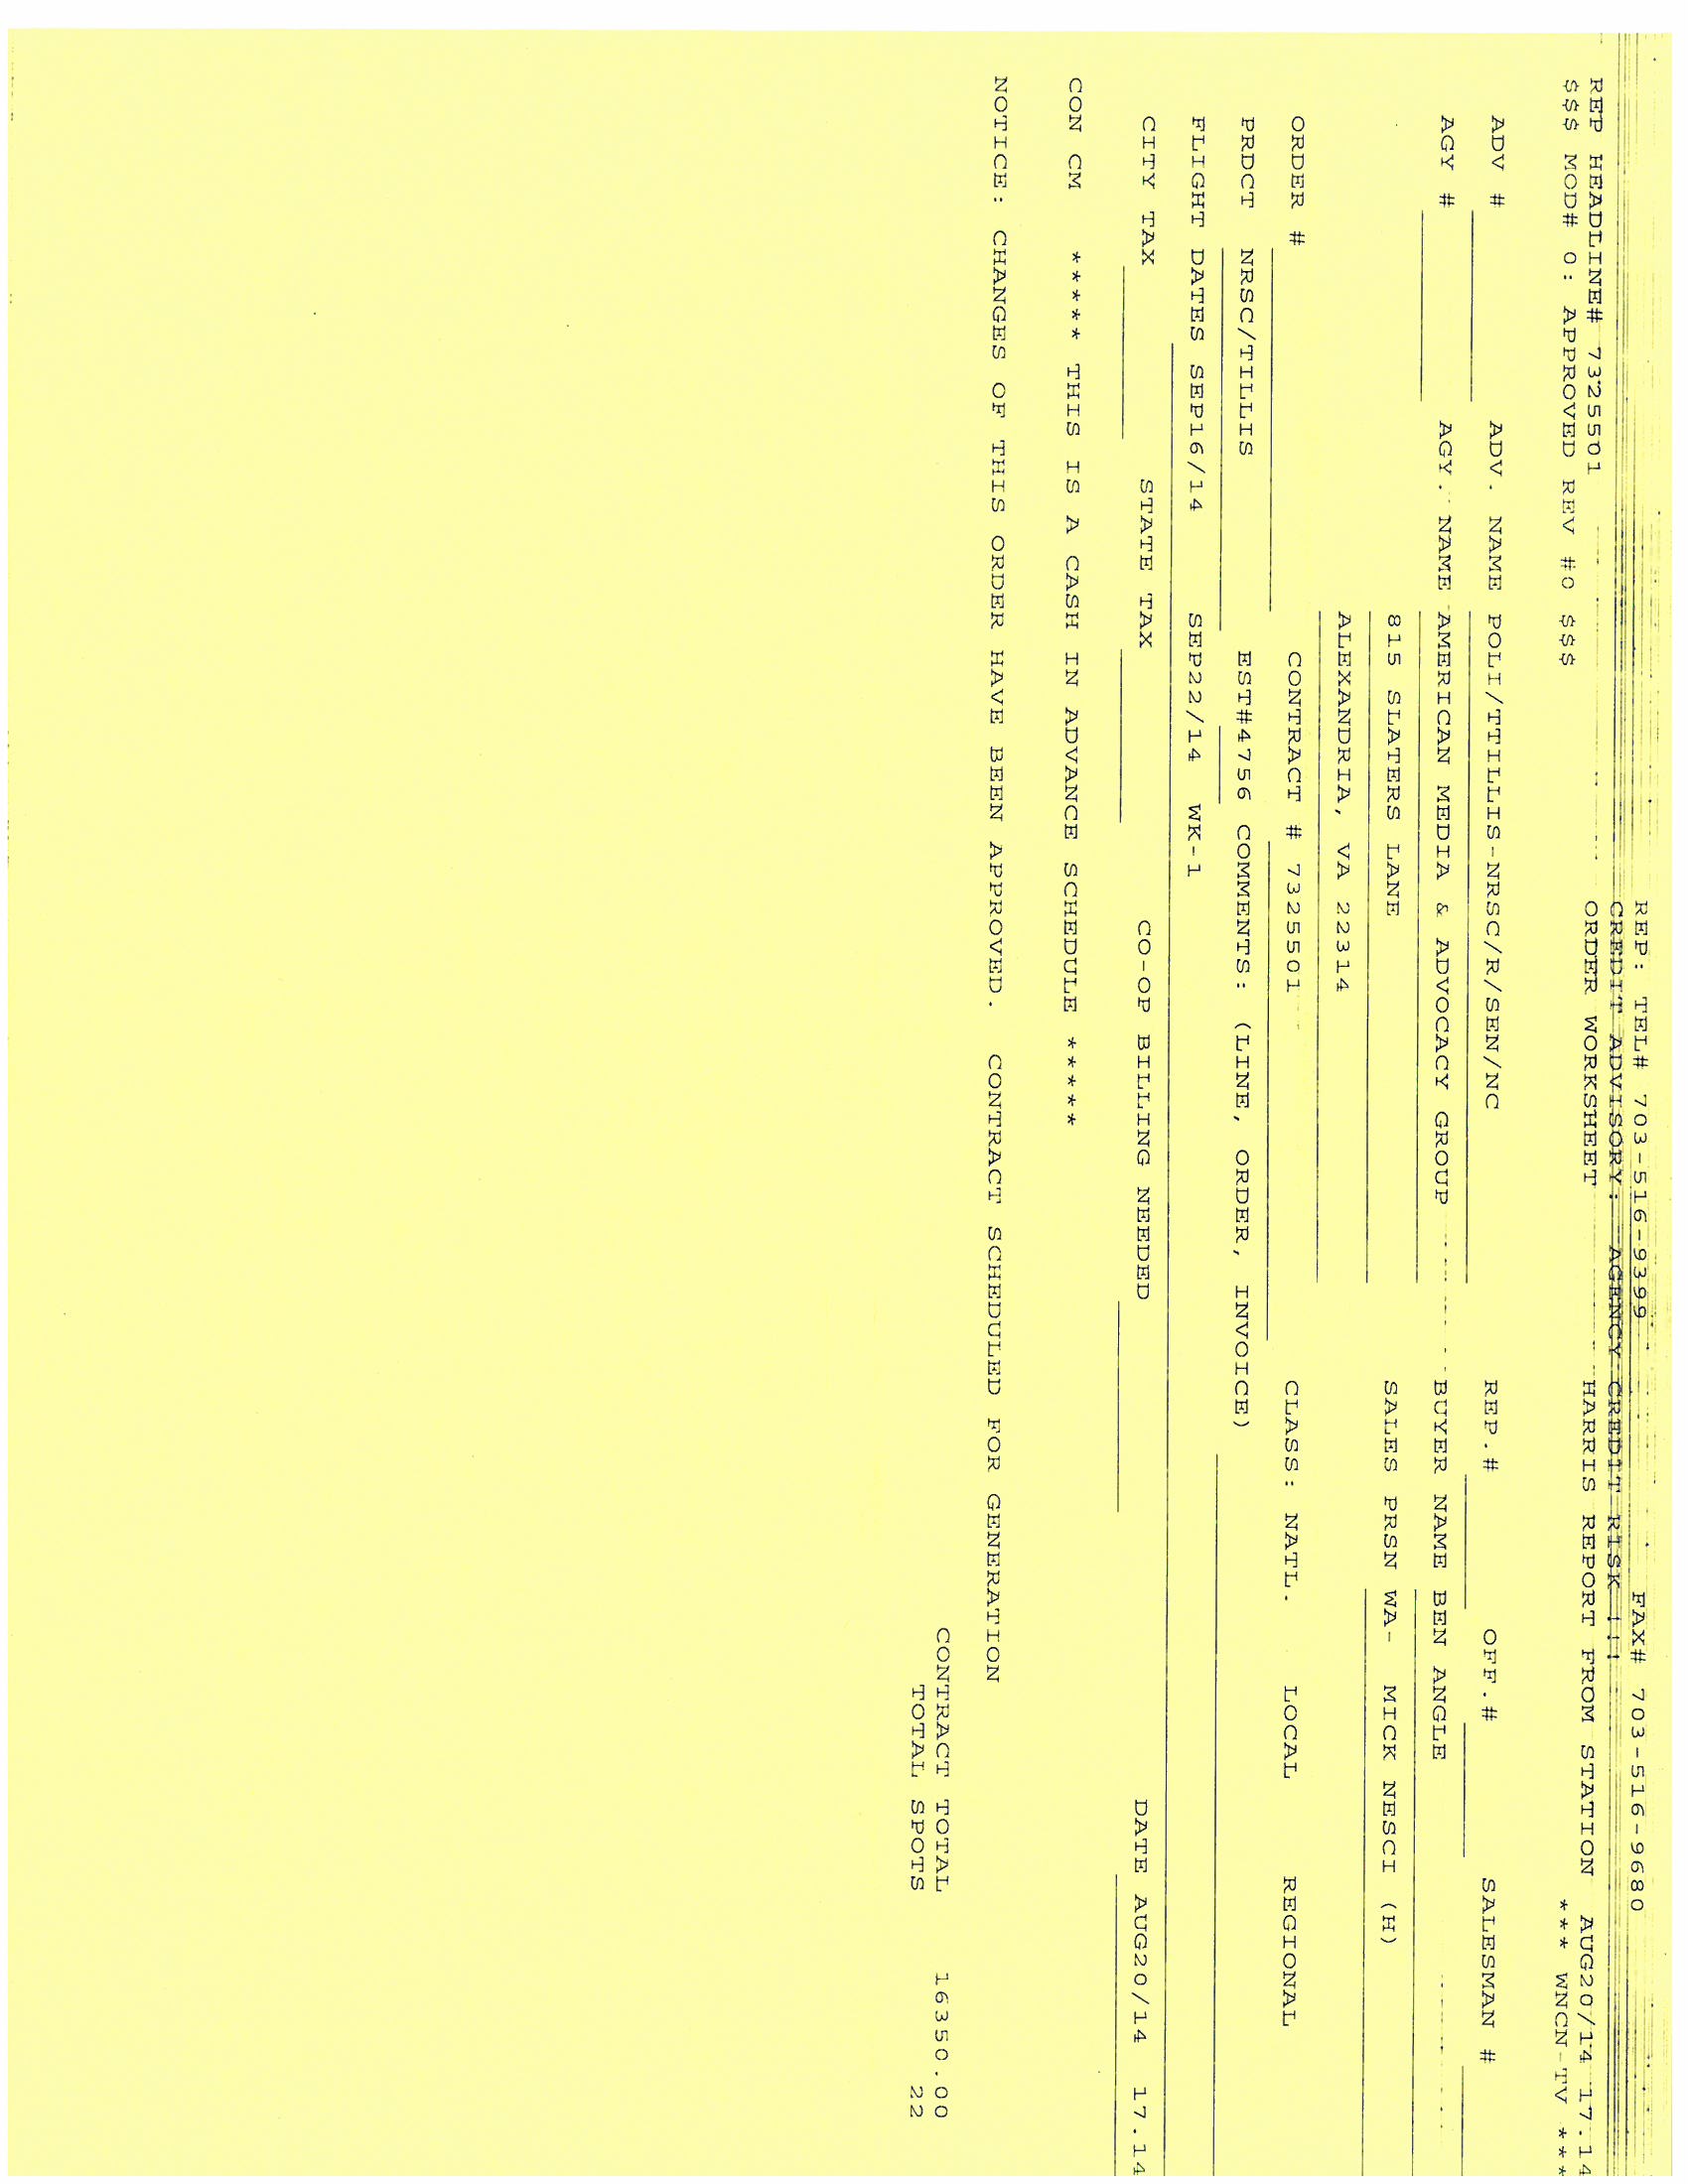 REP: TEL# 703-516-9399 FAX# 703-516-9680
CREDIT ADVISORY: AGENCY CREDIT RISK !!!
REP HEADLINE# 7325501 ORDER WORKSHEET HARRIS REPORT FROM STATION AUG20/14 17.14
$$$ MOD# 0: APPROVED REV #0 $$$ *** WNCN-TV ***
ADV # ADV. NAME POLI/TTILLIS-NRSC/R/SEN/NC REP.# OFF.# SALESMAN #
AGY # AGY. NAME AMERICAN MEDIA & ADVOCACY GROUP BUYER NAME BEN ANGLE
815 SLATERS LANE SALES PRSN WA- MICK NESCI (H)
ALEXANDRIA, VA 22314
ORDER # CONTRACT # 7325501 CLASS: NATL. LOCAL REGIONAL
PRDCT NRSC/TILLIS EST#4756 COMMENTS: (LINE, ORDER, INVOICE)
FLIGHT DATES SEP16/14 SEP22/14 WK-1
CITY TAX STATE TAX CO-OP BILLING NEEDED DATE AUG20/14 17.14
CON CM ***** THIS IS A CASH IN ADVANCE SCHEDULE *****
NOTICE: CHANGES OF THIS ORDER HAVE BEEN APPROVED. CONTRACT SCHEDULED FOR GENERATION
CONTRACT TOTAL 16350.00
TOTAL SPOTS 22